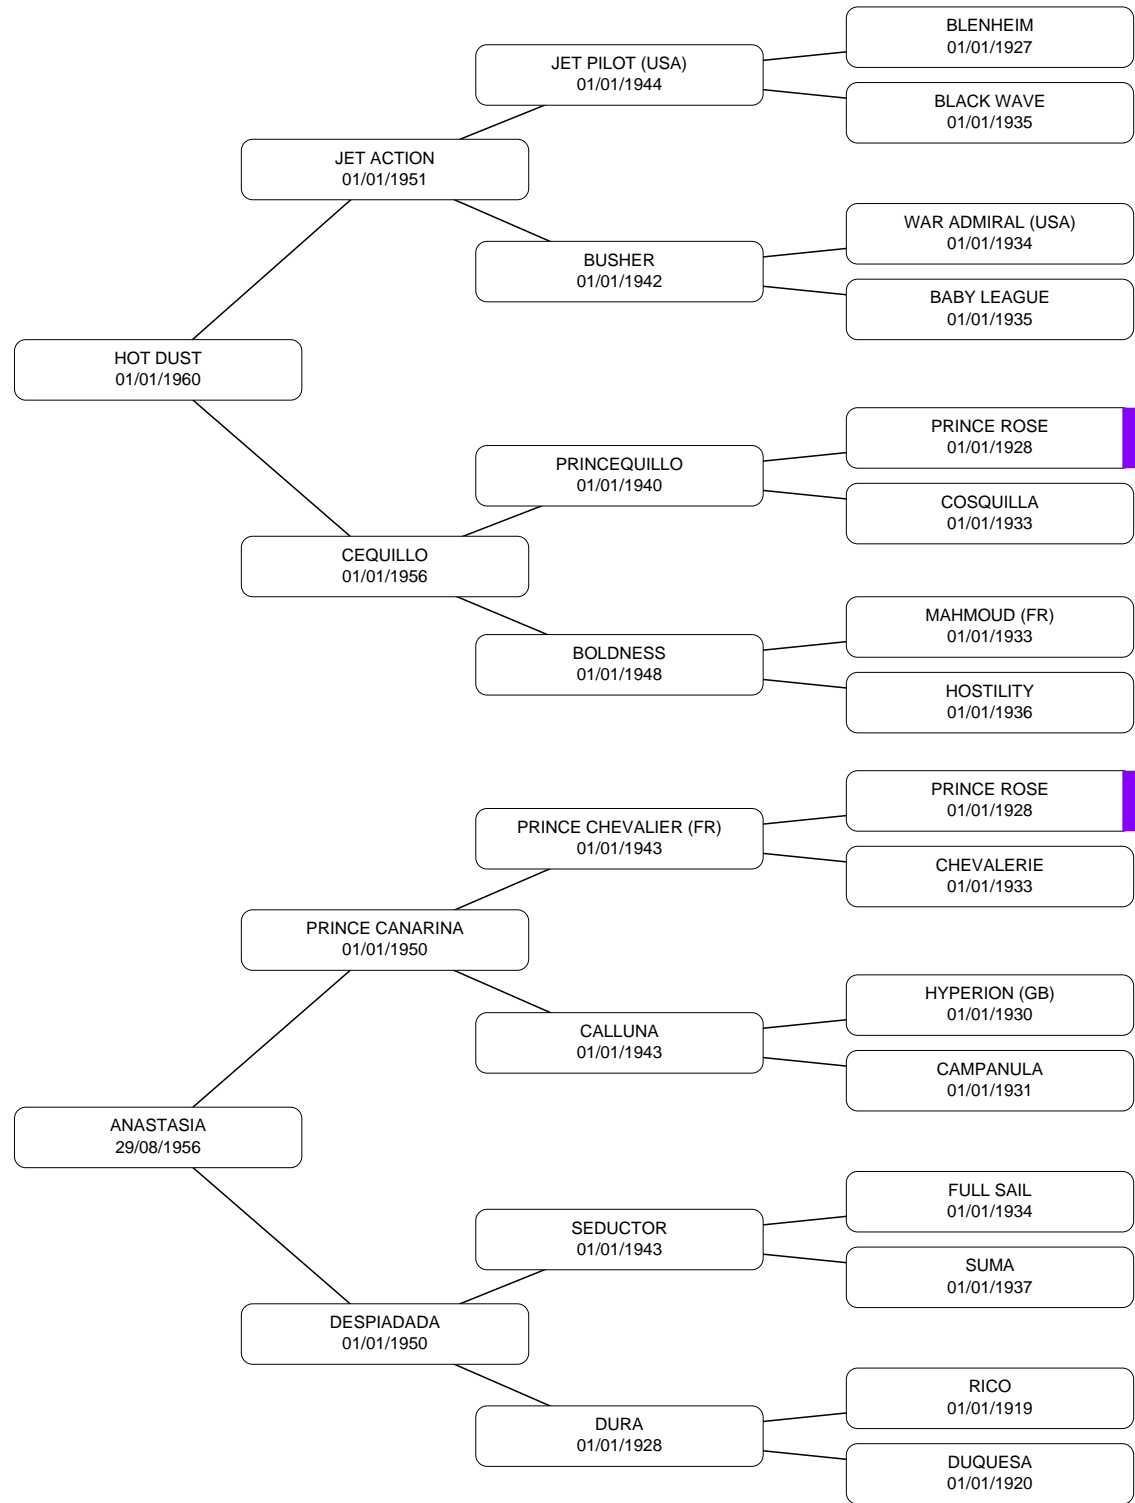 BLENHEIM
01/01/1927
JET PILOT (USA)
01/01/1944
BLACK WAVE
01/01/1935
JET ACTION
01/01/1951
WAR ADMIRAL (USA)
01/01/1934
BUSHER
01/01/1942
BABY LEAGUE
01/01/1935
HOT DUST
01/01/1960
PRINCE ROSE
01/01/1928
PRINCEQUILLO
01/01/1940
COSQUILLA
01/01/1933
CEQUILLO
01/01/1956
MAHMOUD (FR)
01/01/1933
BOLDNESS
01/01/1948
HOSTILITY
01/01/1936
PRINCE ROSE
01/01/1928
PRINCE CHEVALIER (FR)
01/01/1943
CHEVALERIE
01/01/1933
PRINCE CANARINA
01/01/1950
HYPERION (GB)
01/01/1930
CALLUNA
01/01/1943
CAMPANULA
01/01/1931
ANASTASIA
29/08/1956
FULL SAIL
01/01/1934
SEDUCTOR
01/01/1943
SUMA
01/01/1937
DESPIADADA
01/01/1950
RICO
01/01/1919
DURA
01/01/1928
DUQUESA
01/01/1920